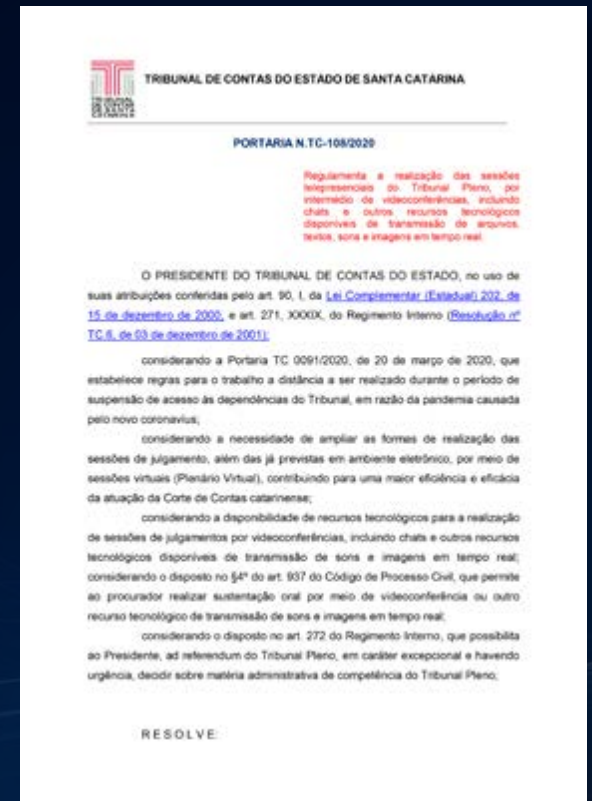 TRIBUNAL DE CONTAS DO ESTADO DE SANTA CATARINA
TRIBUNAL
DE CONTAS
DE SANTA
CATARINA
PORTARIA N.TC-108/2020
Regulamenta a realização das sessões
telepresenciais do Tribunal Pleno, por
intermédio de videoconferências, incluindo
chats e outros recursos tecnológicos
disponíveis de transmissão de arquivos,
textos, sons e imagens em tempo real.
O PRESIDENTE DO TRIBUNAL DE CONTAS DO ESTADO, no uso de
suas atribuições conferidas pelo art. 90, I, da Lei Complementar (Estadual) 202, de
15 de dezembro de 2000, e art. 271, XXXIX, do Regimento Interno (Resolução nº
TC.6, de 03 de dezembro de 2001);
considerando a Portaria TC 0091/2020, de 20 de março de 2020, que
estabelece regras para o trabalho a distância a ser realizado durante o período de
suspensão de acesso às dependências do Tribunal, em razão da pandemia causada
pelo novo coronavius;
considerando a necessidade de ampliar as formas de realização das
sessões de julgamento, além das já previstas em ambiente eletrônico, por meio de
sessões virtuais (Plenário Virtual), contribuindo para uma maior eficiência e eficácia
da atuação da Corte de Contas catarinense;
considerando a disponibilidade de recursos tecnológicos para a realização
de sessões de julgamentos por videoconferências, incluindo chats e outros recursos
tecnológicos disponíveis de transmissão de sons e imagens em tempo real;
considerando o disposto no §4º do art. 937 do Código de Processo Civil, que permite
ao procurador realizar sustentação oral por meio de videoconferência ou outro
recurso tecnológico de transmissão de sons e imagens em tempo real;
considerando o disposto no art. 272 do Regimento Interno, que possibilita
ao Presidente, ad referendum do Tribunal Pleno, em caráter excepcional e havendo
urgência, decidir sobre matéria administrativa de competência do Tribunal Pleno;
R E S O L V E: